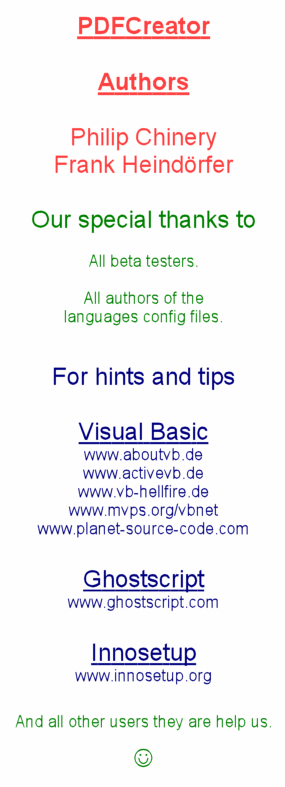 PDFCreator
Authors
Philip Chinery
Frank Heindörfer
Our special thanks to
All beta testers.
All authors of the
languages config files.
For hints and tips
Visual Basic
www.aboutvb.de
www.activevb.de
www.vb-hellfire.de
www.mvps.org/vbnet
www.planet-source-code.com
Ghostscript
www.ghostscript.com
Innosetup
www.innosetup.org
And all other users they are help us.
☺